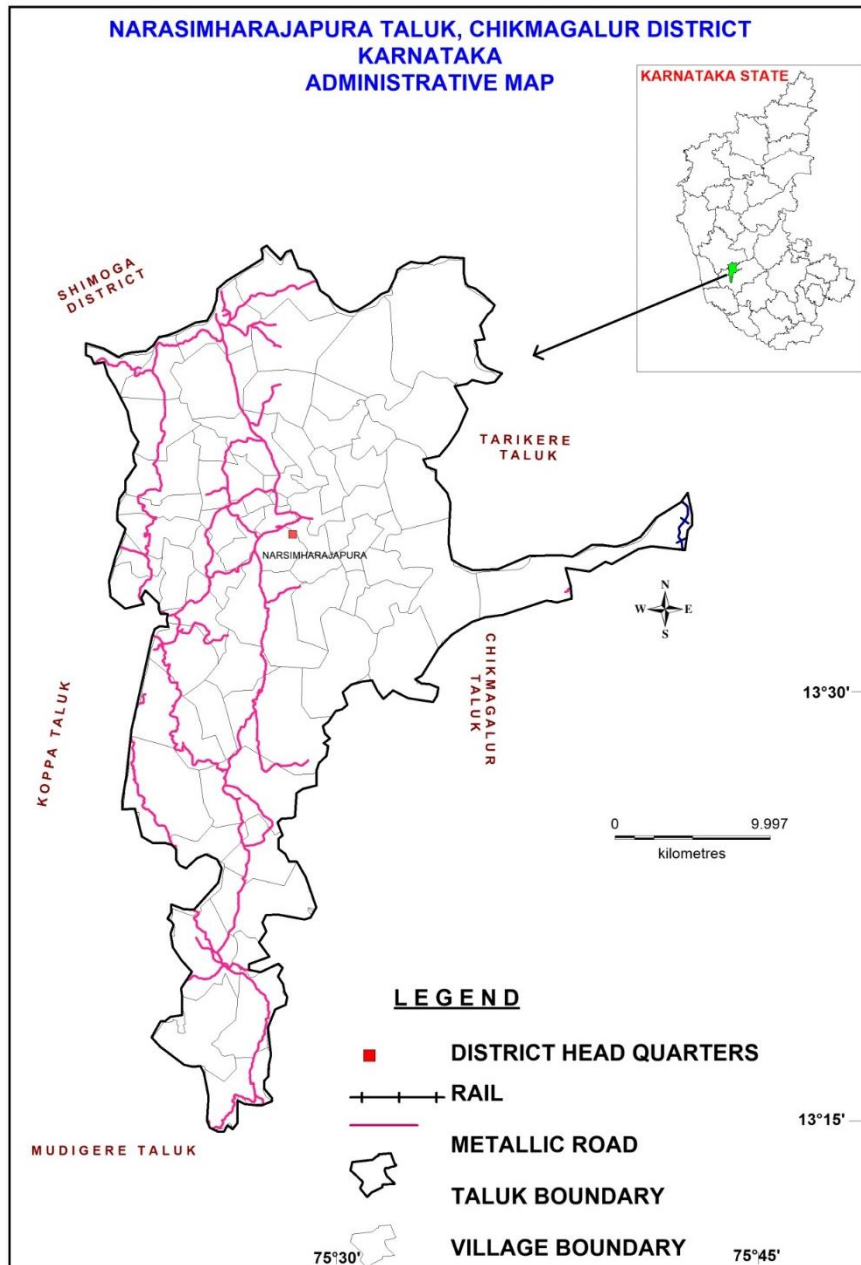 NARASIMHARAJAPURA TALUK, CHIKMAGALUR DISTRICT
KARNATAKA
ADMINISTRATIVE MAP
KARNATAKA STATE
SHIMOGA
DISTRICT
TARIKERE
TALUK
NARSIMHARAJAPURA
N
W E
S
CHIKMAGALUR
TALUK
KOPPA TALUK
13°30'
0 9.997
kilometres
LEGEND
DISTRICT HEAD QUARTERS
RAIL
METALLIC ROAD
TALUK BOUNDARY
VILLAGE BOUNDARY
13°15'
MUDIGERE TALUK
75°30' 75°45'